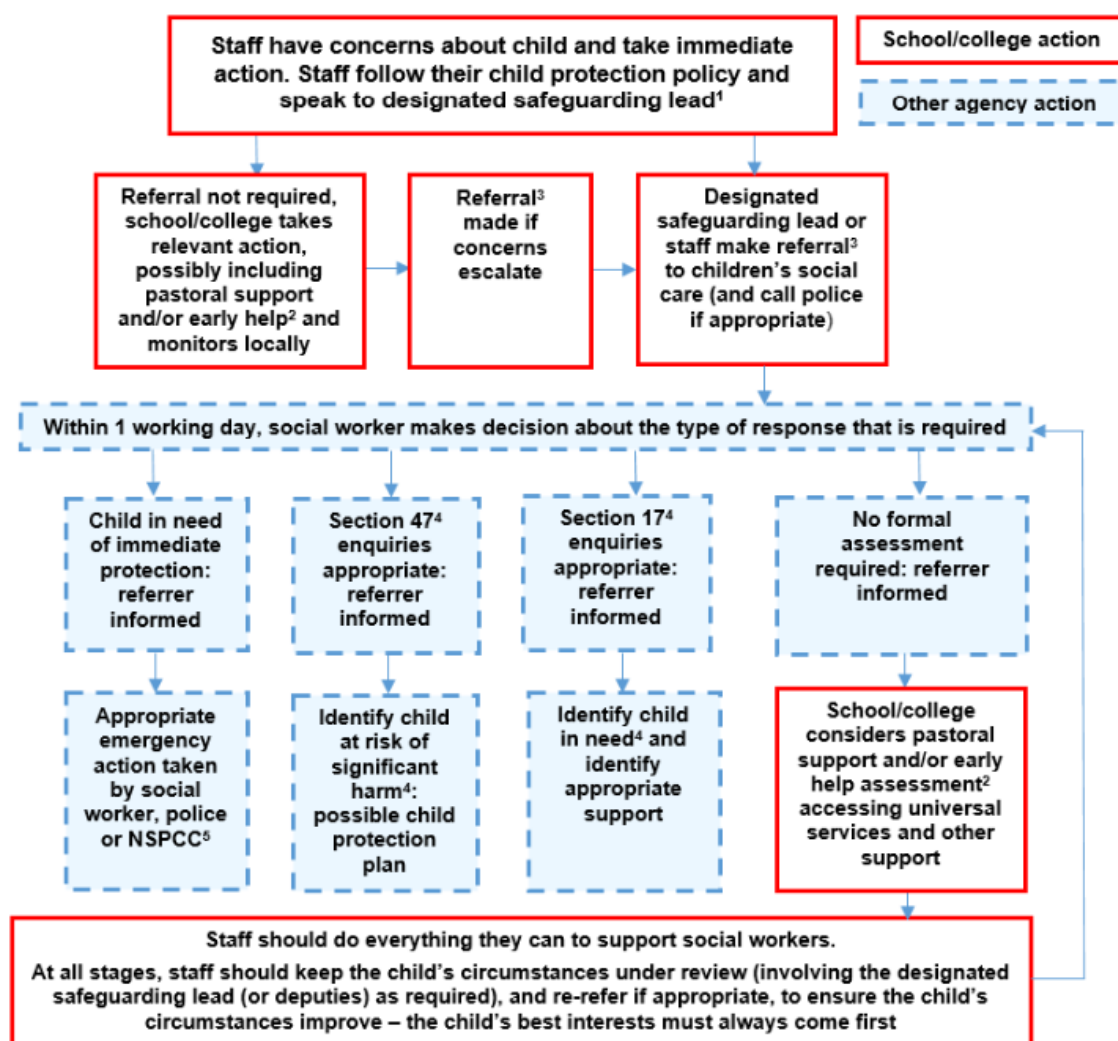 Staff have concerns about child and take immediate
action. Staff follow their child protection policy and
speak to designated safeguarding lead¹
School/college action
Other agency action
Referral not required,
school/college takes
relevant action,
possibly including
pastoral support
and/or early help² and
monitors locally
Referral³
made if
concerns
escalate
Designated
safeguarding lead or
staff make referral³
to children’s social
care (and call police
if appropriate)
Within 1 working day, social worker makes decision about the type of response that is required
Child in need
of immediate
protection:
referrer
informed
Section 47⁴
enquiries
appropriate:
referrer
informed
Section 17⁴
enquiries
appropriate:
referrer
informed
No formal
assessment
required: referrer
informed
Appropriate
emergency
action taken
by social
worker, police
or NSPCC⁵
Identify child
at risk of
significant
harm⁴:
possible child
protection
plan
Identify child
in need⁴ and
identify
appropriate
support
School/college
considers pastoral
support and/or early
help assessment²
accessing universal
services and other
support
Staff should do everything they can to support social workers.
At all stages, staff should keep the child’s circumstances under review (involving the designated
safeguarding lead (or deputies) as required), and re-refer if appropriate, to ensure the child’s
circumstances improve – the child’s best interests must always come first